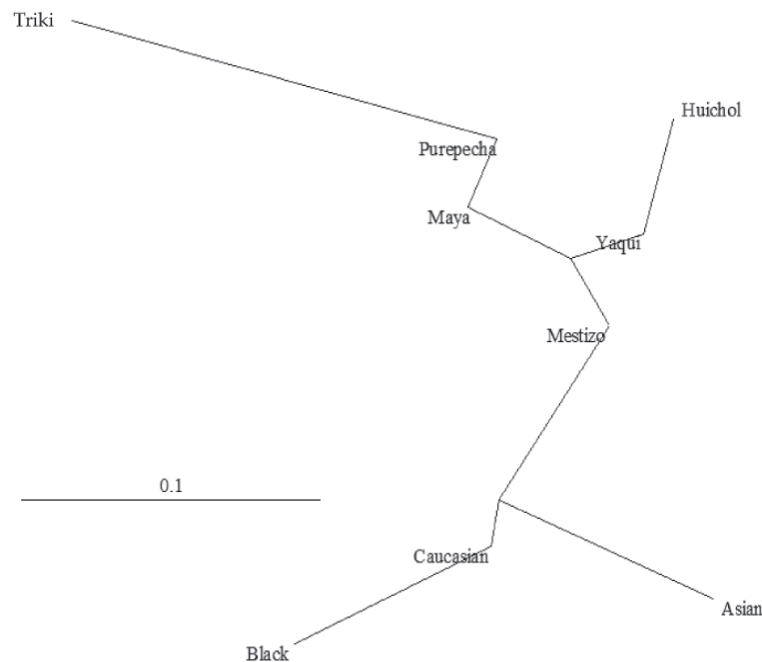 Triki
Huichol
Purepecha
Maya
Yaqui
Mestizo
0.1
Caucasian
Asian
Black